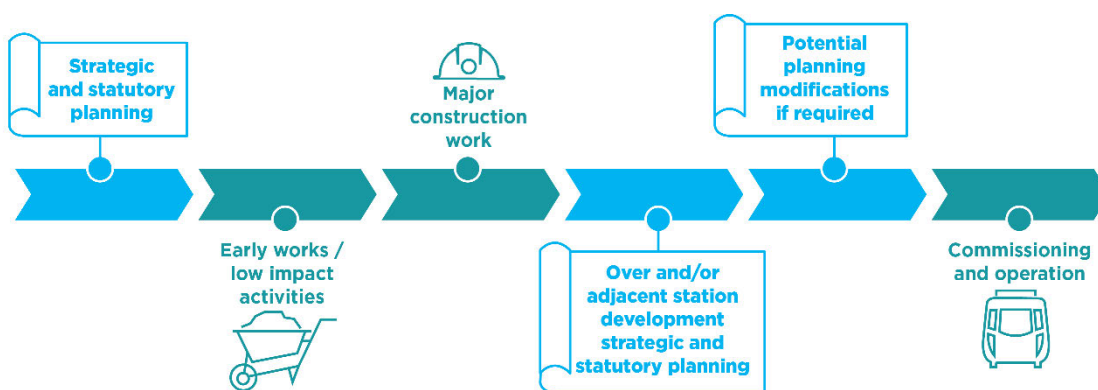 Strategic
and statutory
planning
Early works /
low impact
activities
Major
construction
work
Over and/or
adjacent station
development
strategic and
statutory planning
Potential
planning
modifications
if required
Commissioning
and operation